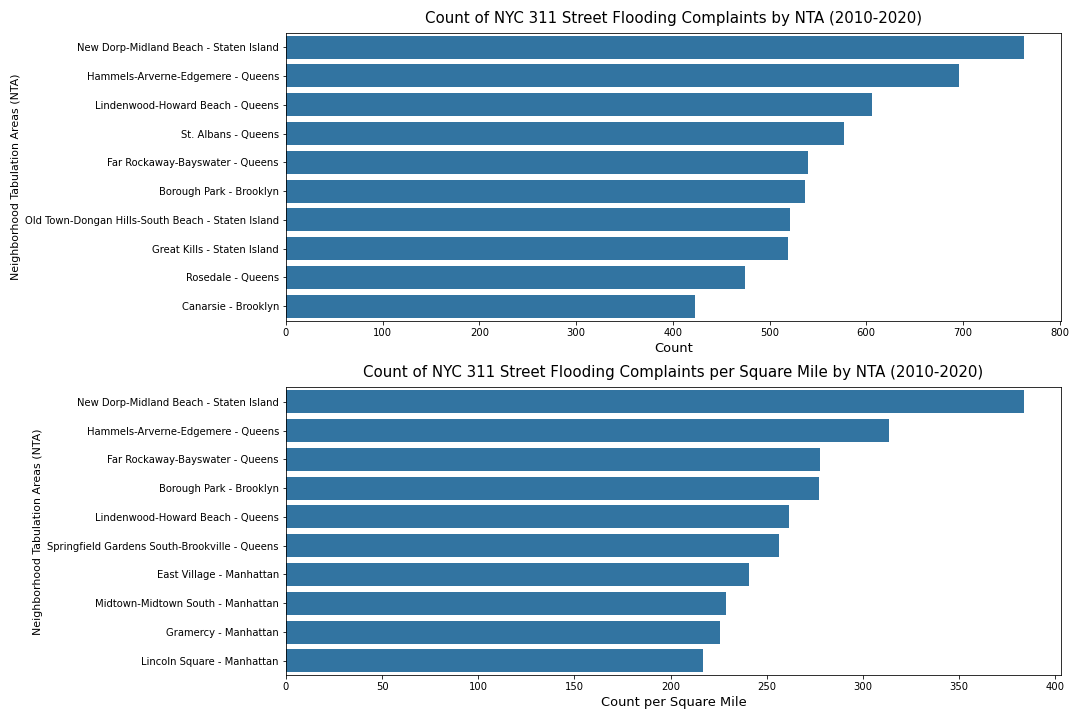 Count of NYC 311 Street Flooding Complaints by NTA (2010-2020)
Neighborhood Tabulation Areas (NTA)
New Dorp-Midland Beach - Staten Island
Hammels-Arverne-Edgemere - Queens
Lindenwood-Howard Beach - Queens
St. Albans - Queens
Far Rockaway-Bayswater - Queens
Borough Park - Brooklyn
Old Town-Dongan Hills-South Beach - Staten Island
Great Kills - Staten Island
Rosedale - Queens
Canarsie - Brooklyn
0 100 200 300 400 500 600 700 800
Count
Count of NYC 311 Street Flooding Complaints per Square Mile by NTA (2010-2020)
Neighborhood Tabulation Areas (NTA)
New Dorp-Midland Beach - Staten Island
Hammels-Arverne-Edgemere - Queens
Far Rockaway-Bayswater - Queens
Borough Park - Brooklyn
Lindenwood-Howard Beach - Queens
Springfield Gardens South-Brookville - Queens
East Village - Manhattan
Midtown-Midtown South - Manhattan
Gramercy - Manhattan
Lincoln Square - Manhattan
0 50 100 150 200 250 300 350 400
Count per Square Mile